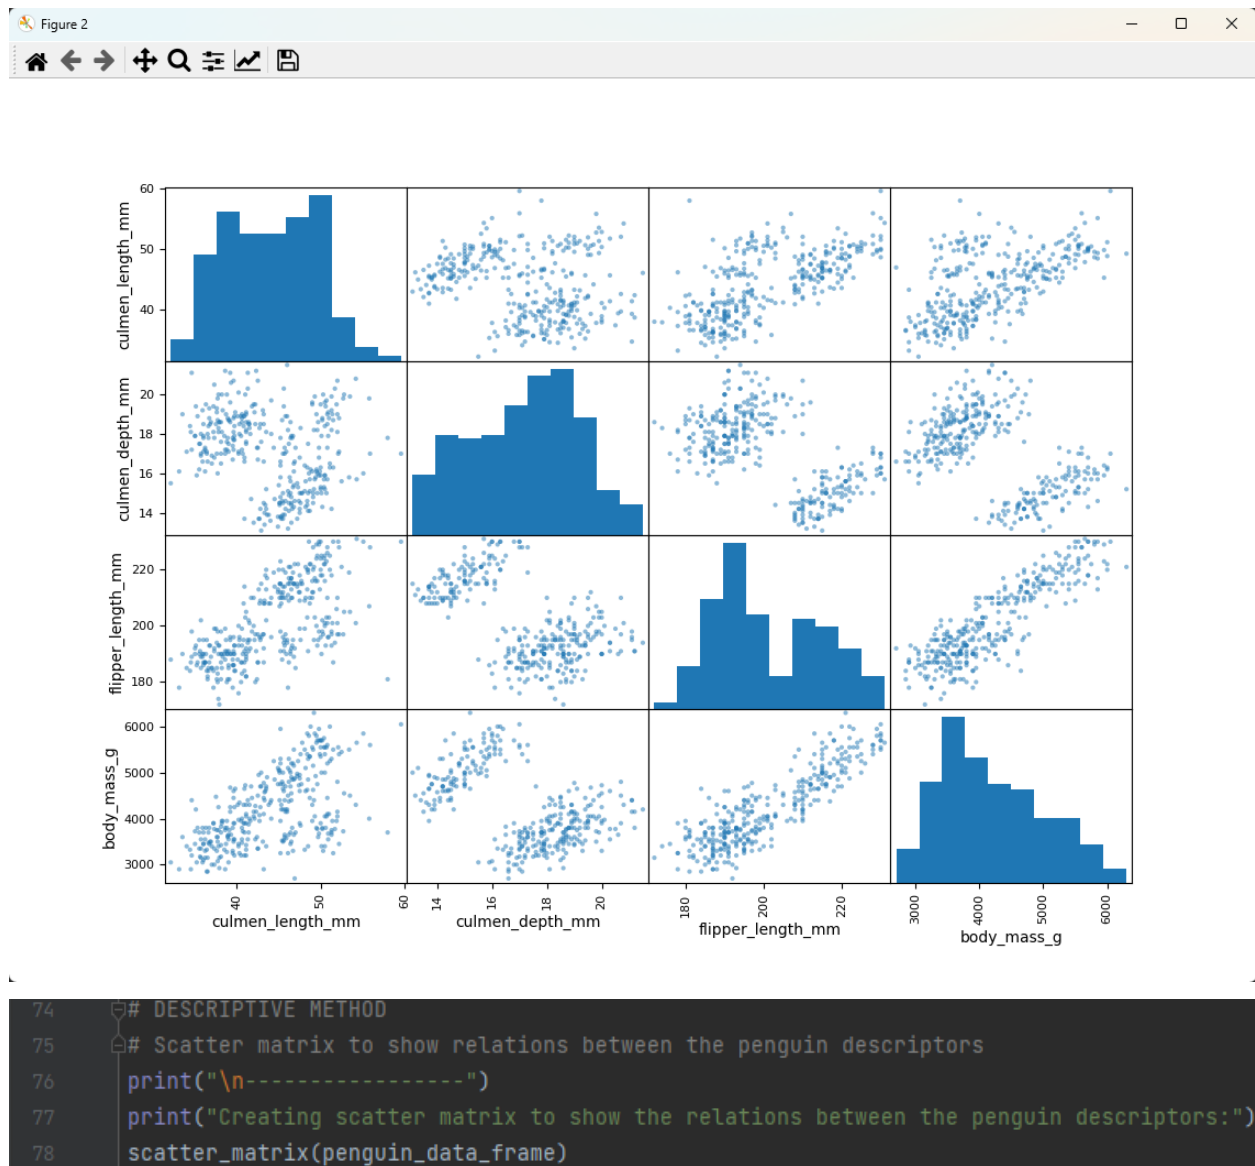 Figure 2
60
50
40
culmen_length_mm
20
18
16
14
culmen_depth_mm
220
200
180
flipper_length_mm
6000
5000
4000
3000
body_mass_g
40
50
60
14
16
18
20
180
200
220
3000
4000
5000
6000
culmen_length_mm
culmen_depth_mm
flipper_length_mm
body_mass_g
74 # DESCRIPTIVE METHOD
75 # Scatter matrix to show relations between the penguin descriptors
76 print("\n-----------------")
77 print("Creating scatter matrix to show the relations between the penguin descriptors:")
78 scatter_matrix(penguin_data_frame)